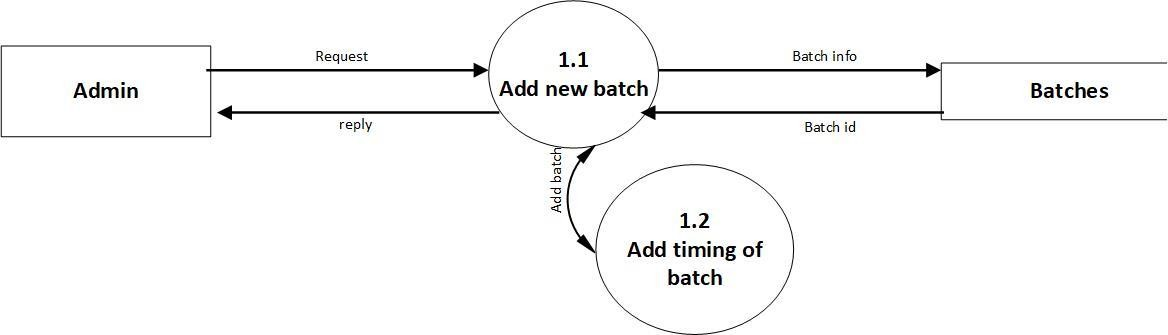 Admin
Request
reply
1.1
Add new batch
Batch info
Batch id
Batches
Add batch
1.2
Add timing of
batch